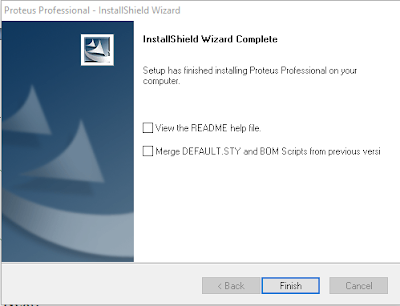 Proteus Professional - InstallShield Wizard
InstallShield Wizard Complete
Setup has finished installing Proteus Professional on your
computer.
View the README help file.
Merge DEFAULT.STY and BOM Scripts from previous versi
< Back
Finish
Cancel